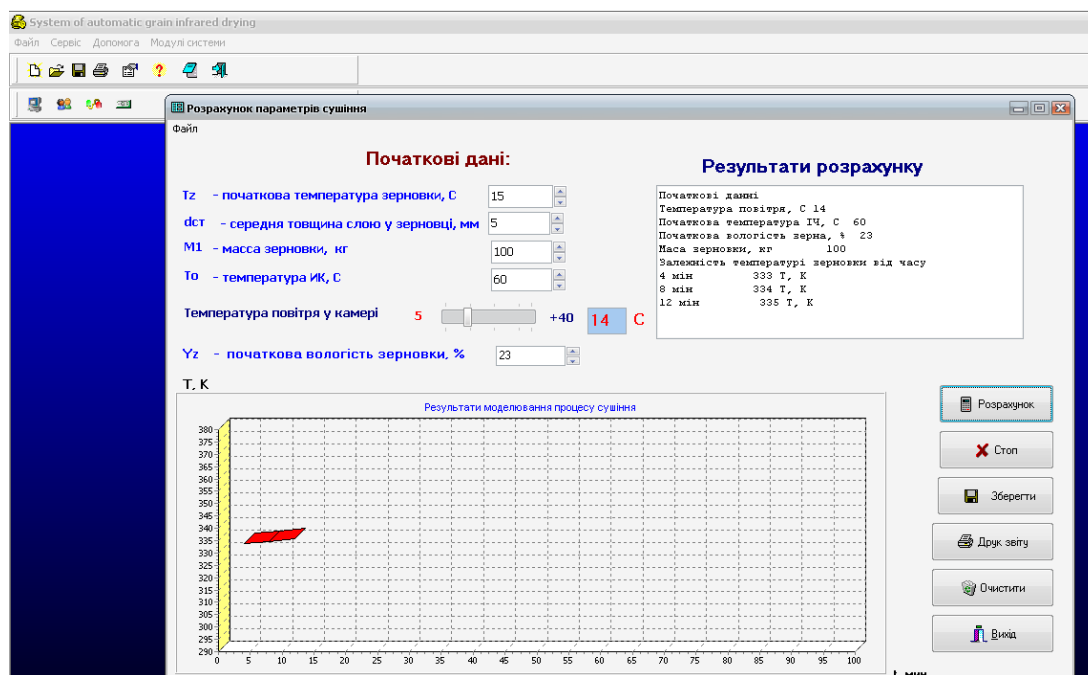 System of automatic grain infrared drying
Файл Сервіс Допомога Модулі системи
Розрахунок параметрів сушіння
Файл
Початкові дані:
Tz - початкова температура зерновки, С 15
dст - середня товщина слою у зерновці, мм 5
М1 - масса зерновки, кг 100
То - температура ИК, С 60
Температура повітря у камері 5 +40 14 С
Yz - початкова вологість зерновки, % 23
Результати розрахунку
Початкові данні
Температура повітря, С 14
Початкова температура ІЧ, С 60
Початкова вологість зерна, % 23
Маса зерновки, кг 100
Залежність температурі зерновки від часу
4 мін 333 Т, К
8 мін 334 Т, К
12 мін 335 Т, К
Т, К
Результати моделювання процесу сушіння
380
375
370
365
360
355
350
345
340
335
330
325
320
315
310
305
300
295
290
0 5 10 15 20 25 30 35 40 45 50 55 60 65 70 75 80 85 90 95 100
Розрахунок
Стоп
Зберегти
Друк звіту
Очистити
Вихід